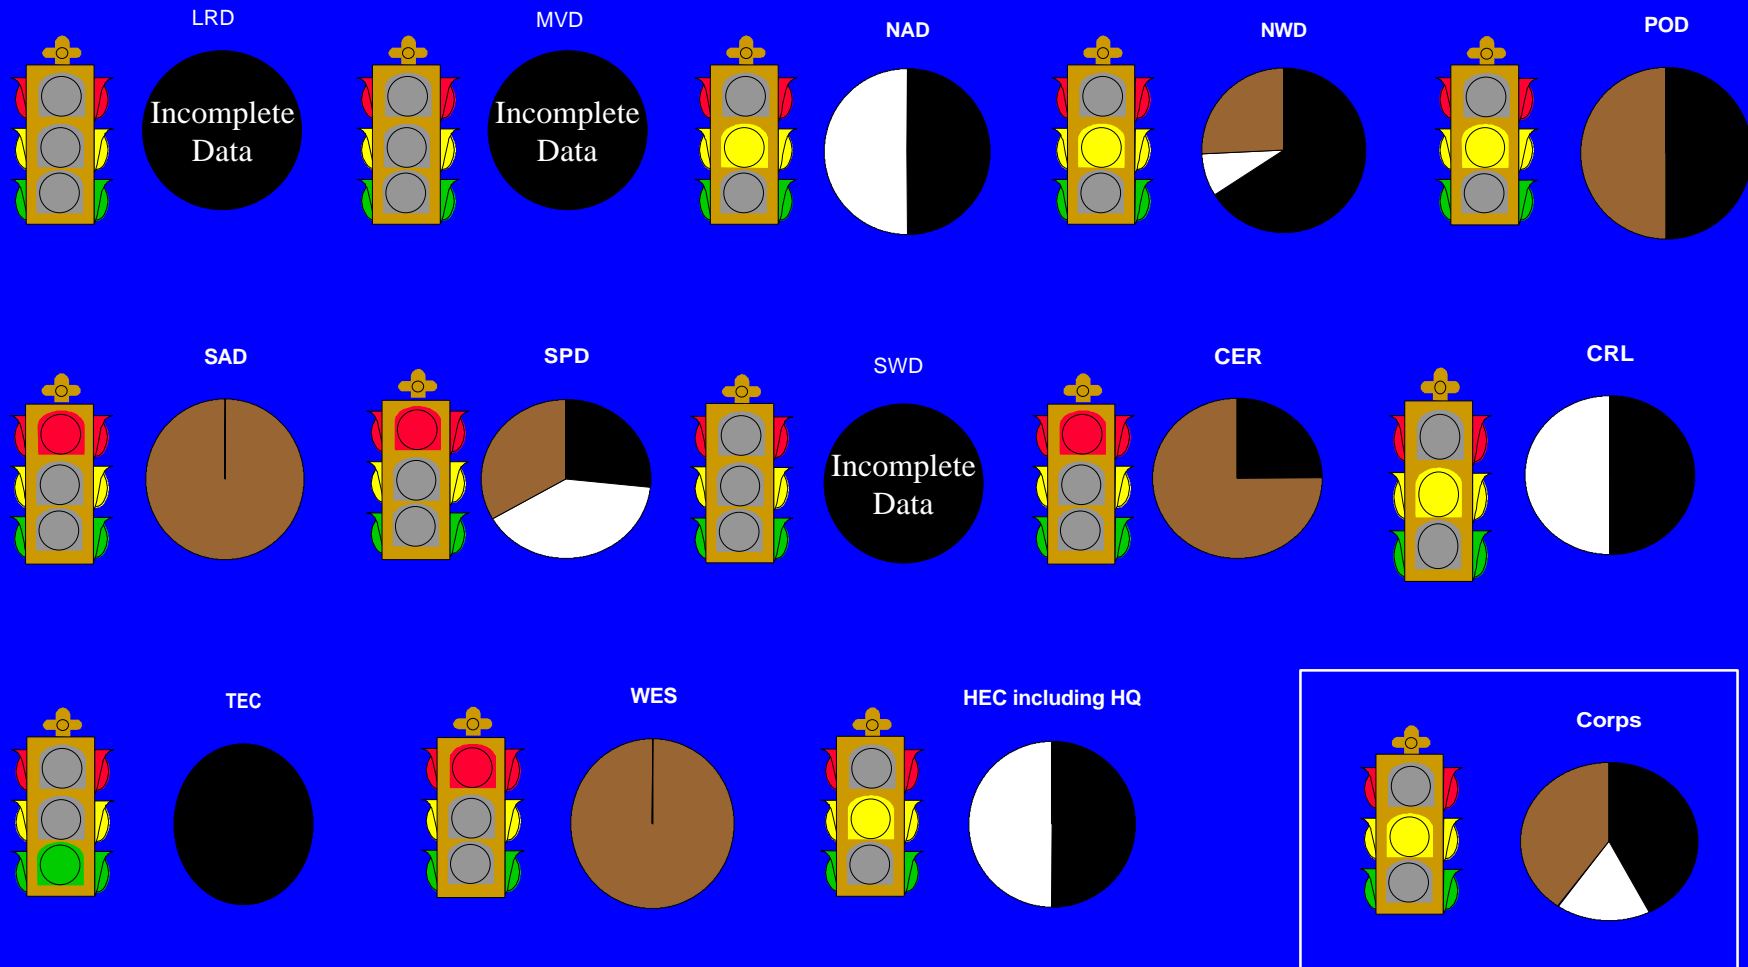 LRD
MVD
NAD
NWD
POD
Incomplete
Data
Incomplete
Data
SAD
SPD
SWD
CER
CRL
Incomplete
Data
TEC
WES
HEC including HQ
Corps